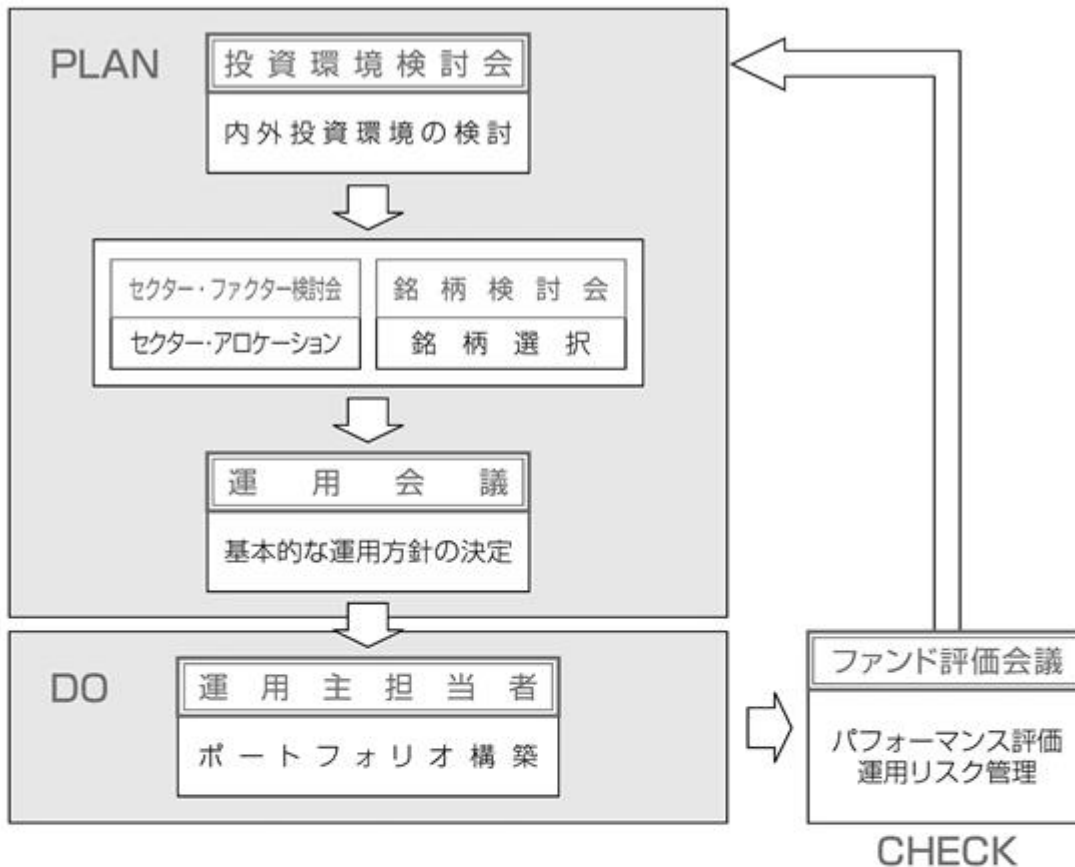 PLAN
投資環境検討会
内外投資環境の検討
セクター・ファクター検討会
セクター・アロケーション
銘柄検討会
銘柄選択
運用会議
基本的な運用方針の決定
DO
運用主担当者
ポートフォリオ構築
ファンド評価会議
パフォーマンス評価
運用リスク管理
CHECK